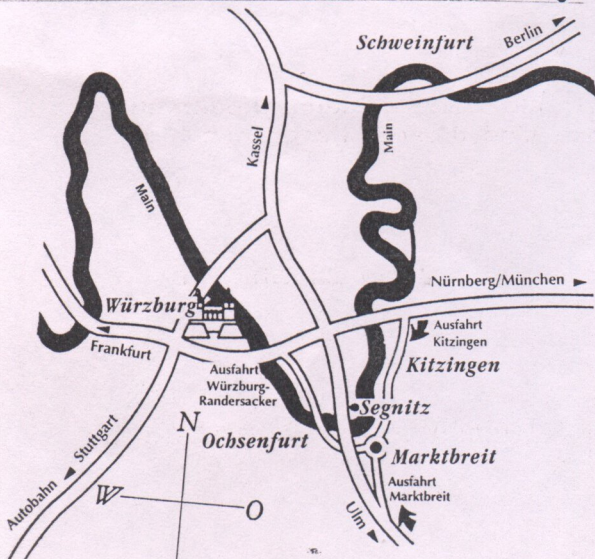 Schweinfurt
Berlin
Main
Kassel
Main
Nürnberg/München
Würzburg
Frankfurt
Ausfahrt
Kitzingen
Kitzingen
Ausfahrt
Würzburg-
Randersacker
Segnitz
N
Ochsenfurt
Marktbreit
Stuttgart
Autobahn
W
O
Ausfahrt
Marktbreit
Ulm